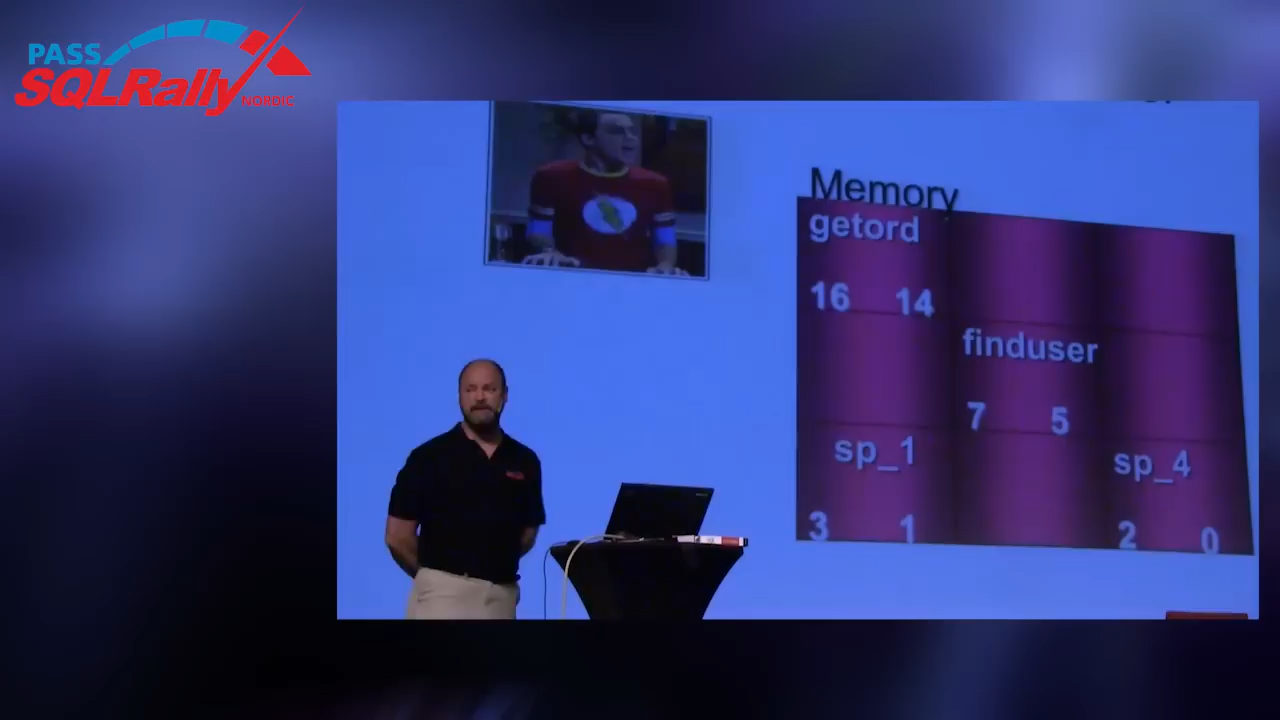 PASS
SQLRally
NORDIC
Memory
getord
16 14
finduser
7 5
sp_1
sp_4
3 1
2 0